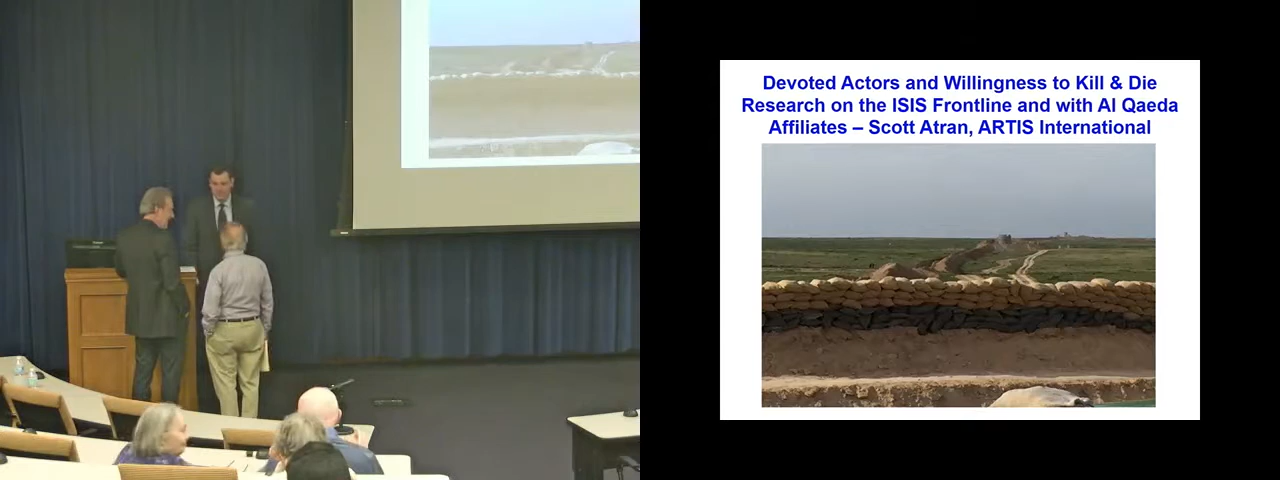 Devoted Actors and Willingness to Kill & Die
Research on the ISIS Frontline and with Al Qaeda
Affiliates – Scott Atran, ARTIS International